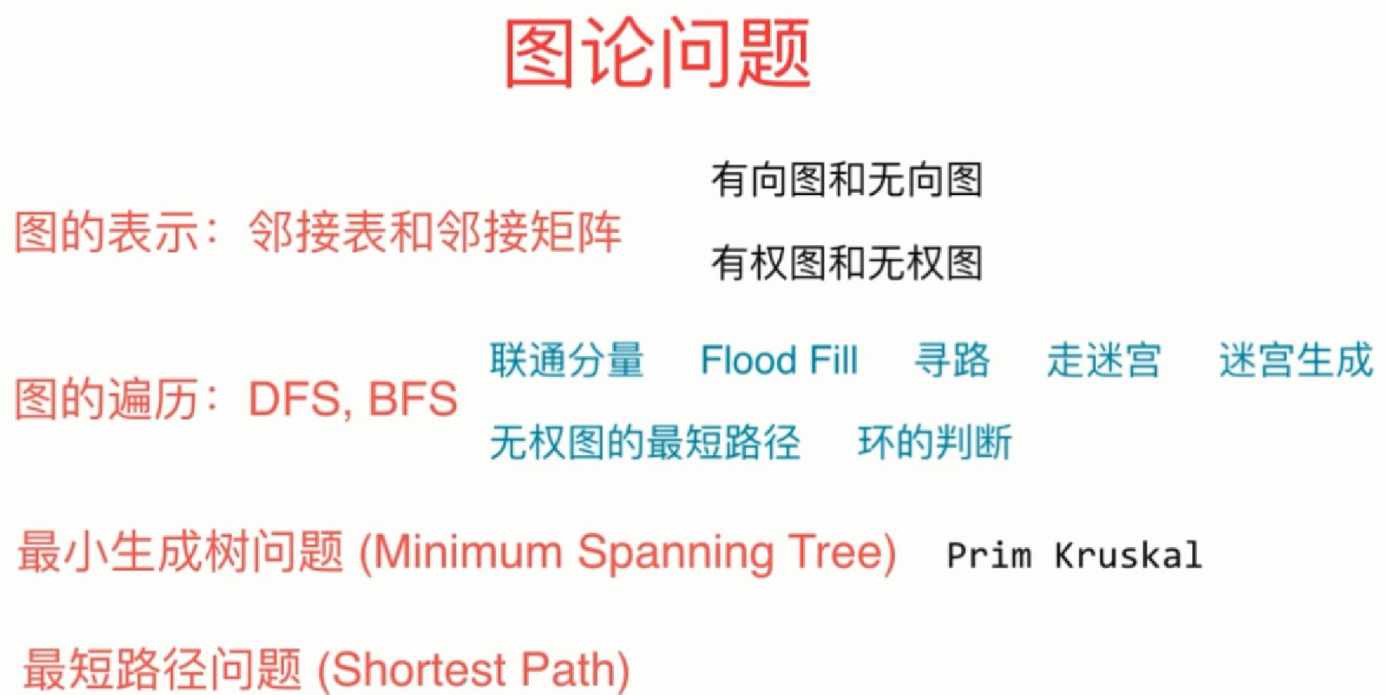 图论问题
有向图和无向图
图的表示：邻接表和邻接矩阵
有权图和无权图
联通分量 Flood Fill 寻路 走迷宫 迷宫生成
图的遍历：DFS, BFS
无权图的最短路径 环的判断
最小生成树问题 (Minimum Spanning Tree) Prim Kruskal
最短路径问题 (Shortest Path)